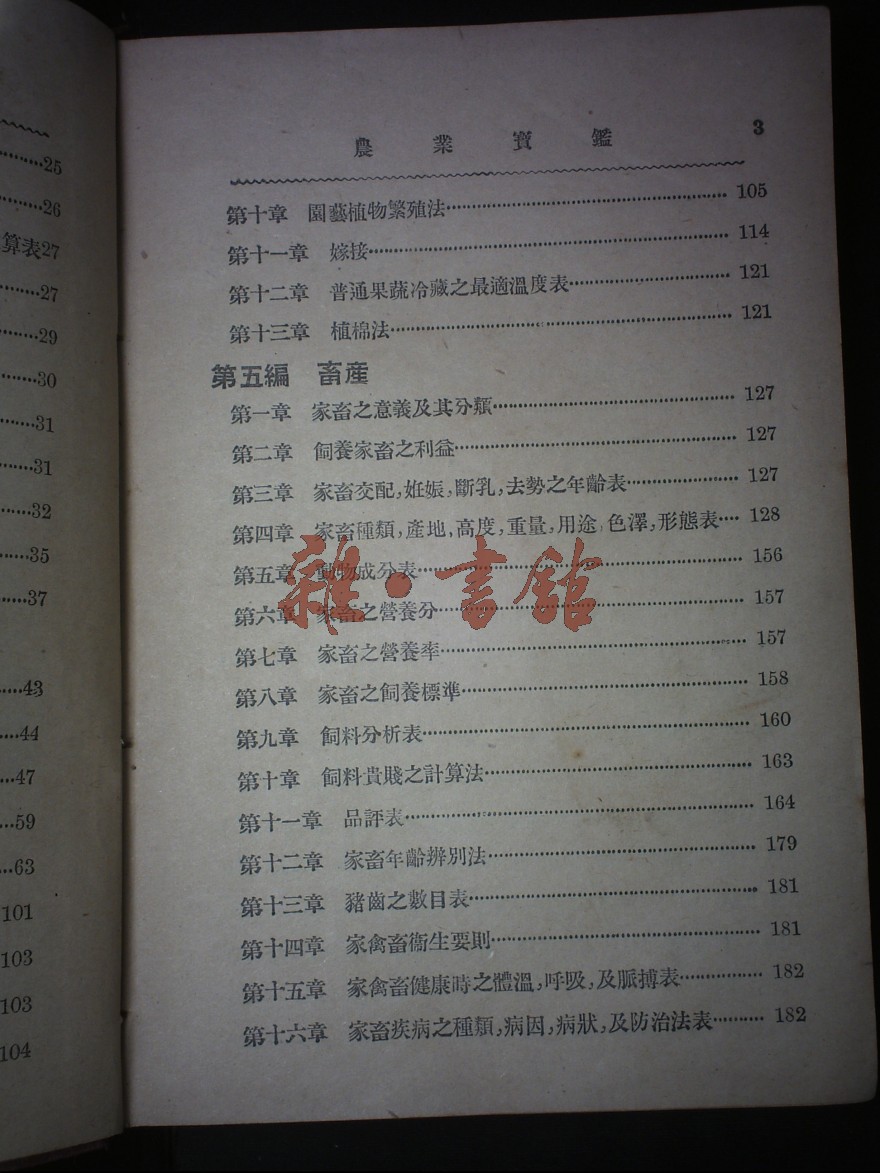 25
26
算表27
27
29
30
31
31
32
35
37
43
44
47
59
63
101
103
103
104
農業寶鑑 3
第十章 園藝植物繁殖法 105
第十一章 嫁接 114
第十二章 普通果蔬冷藏之最適溫度表 121
第十三章 植棉法 121
第五編 畜產
第一章 家畜之意義及其分類 127
第二章 飼養家畜之利益 127
第三章 家畜交配,姙娠,斷乳,去勢之年齡表 127
第四章 家畜種類,產地,高度,重量,用途,色澤,形態表 128
第五章 動物成分表 156
第六章 家畜之營養分 157
第七章 家畜之營養率 157
第八章 家畜之飼養標準 158
第九章 飼料分析表 160
第十章 飼料貴賤之計算法 163
第十一章 品評表 164
第十二章 家畜年齡辨別法 179
第十三章 豬齒之數目表 181
第十四章 家禽畜衞生要則 181
第十五章 家禽畜健康時之體溫,呼吸,及脈搏表 182
第十六章 家畜疾病之種類,病因,病狀,及防治法表 182
雜·書館